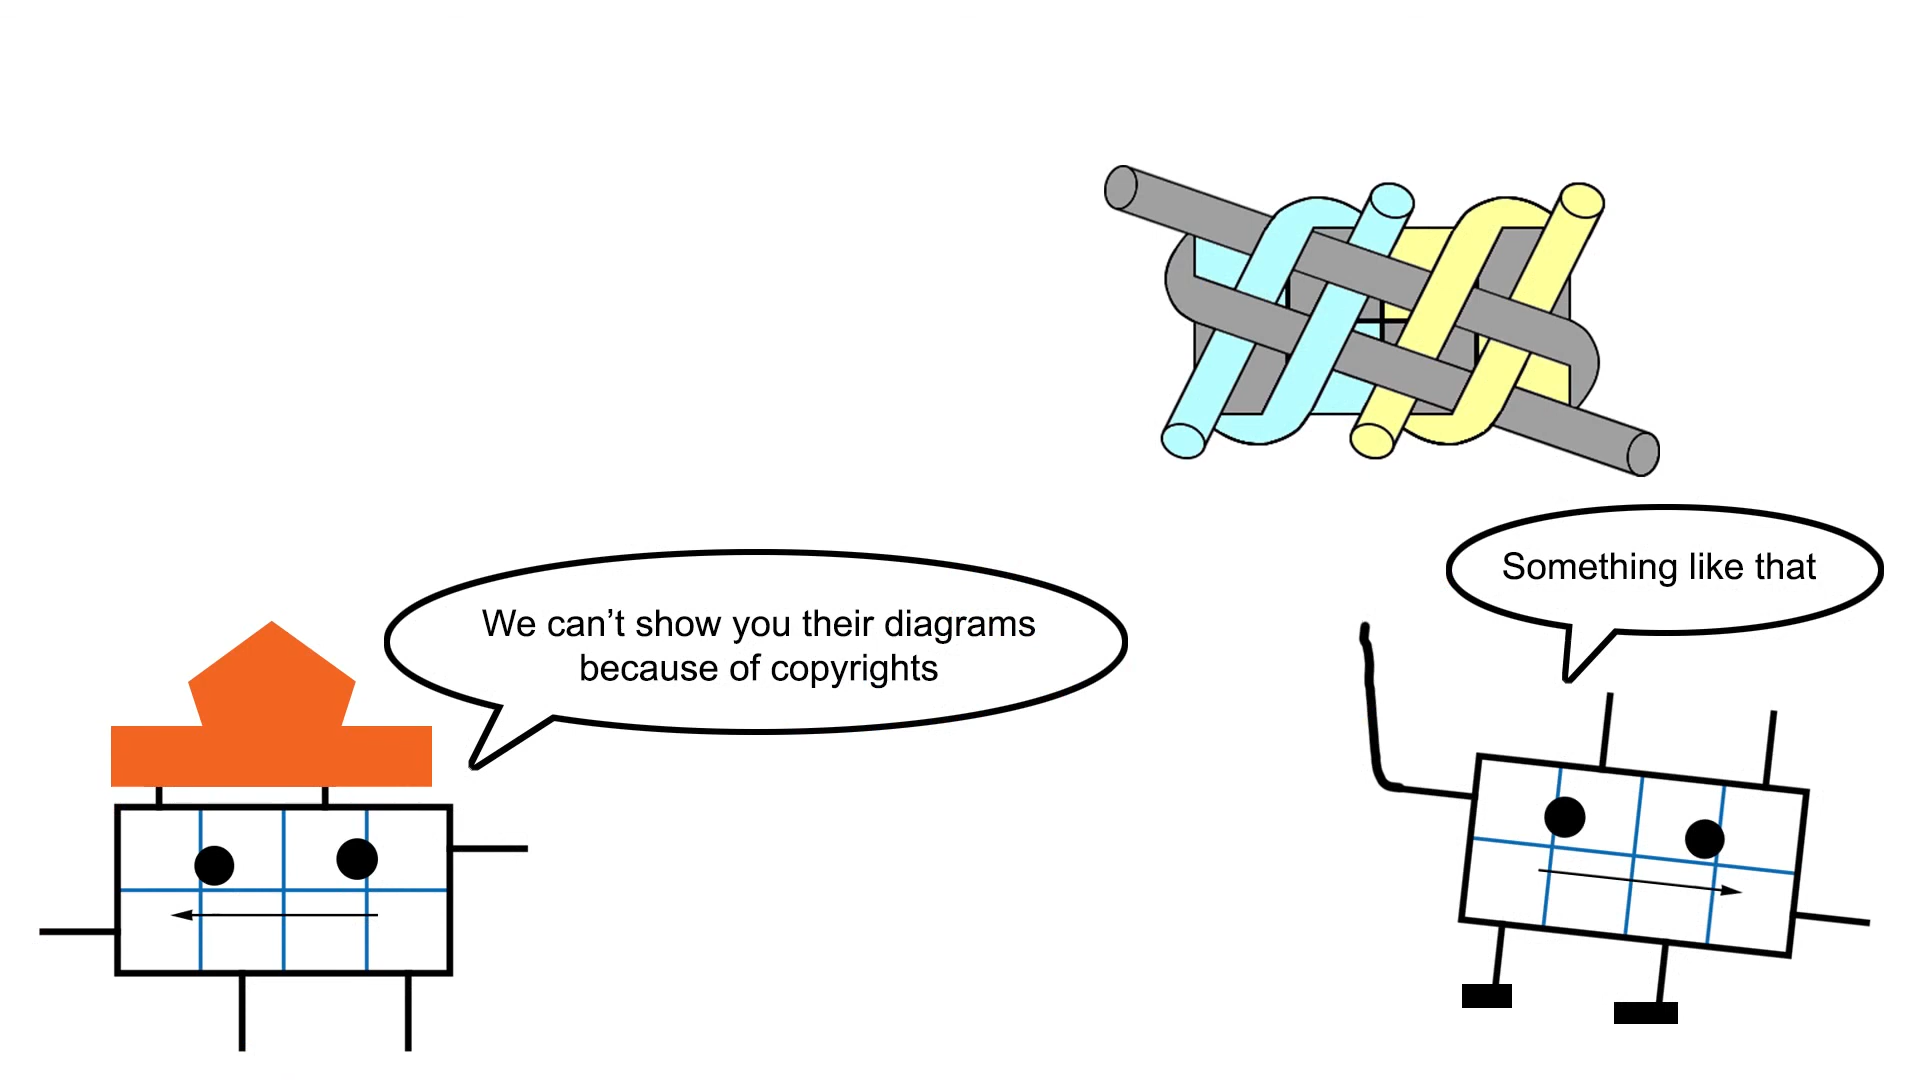 We can’t show you their diagrams
because of copyrights
Something like that